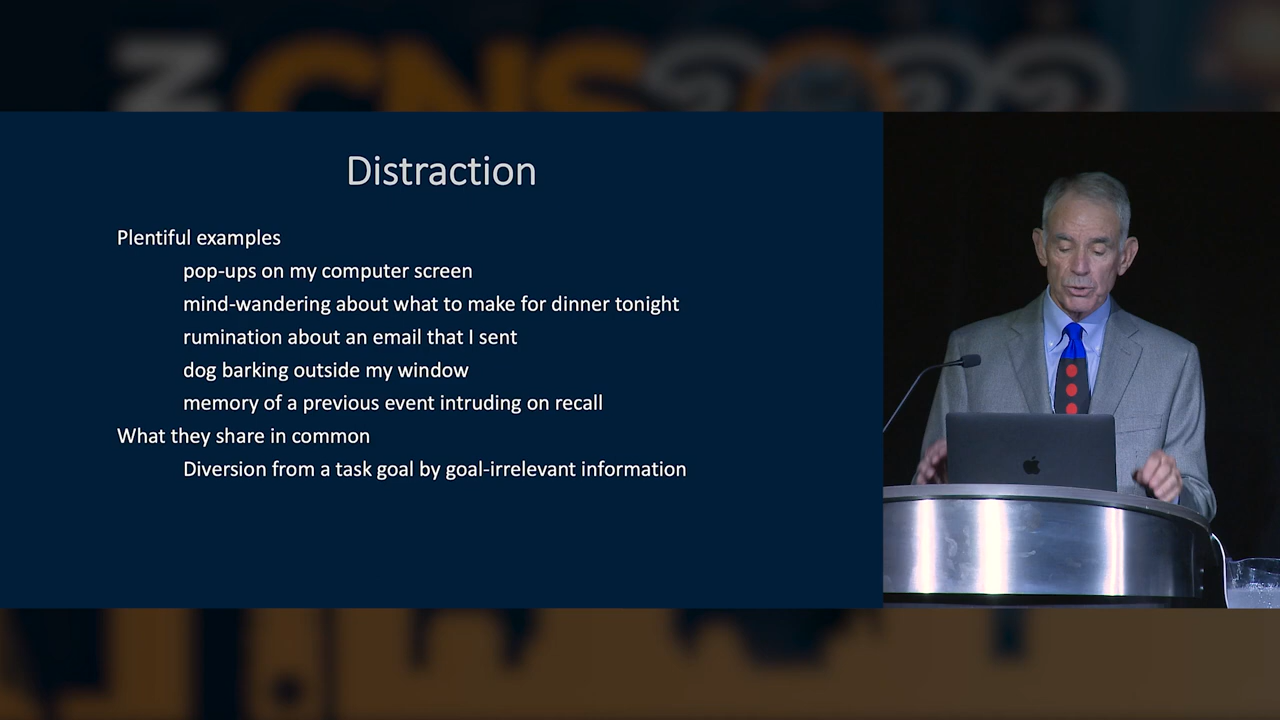 CNS 2022
Distraction
Plentiful examples
pop-ups on my computer screen
mind-wandering about what to make for dinner tonight
rumination about an email that I sent
dog barking outside my window
memory of a previous event intruding on recall
What they share in common
Diversion from a task goal by goal-irrelevant information